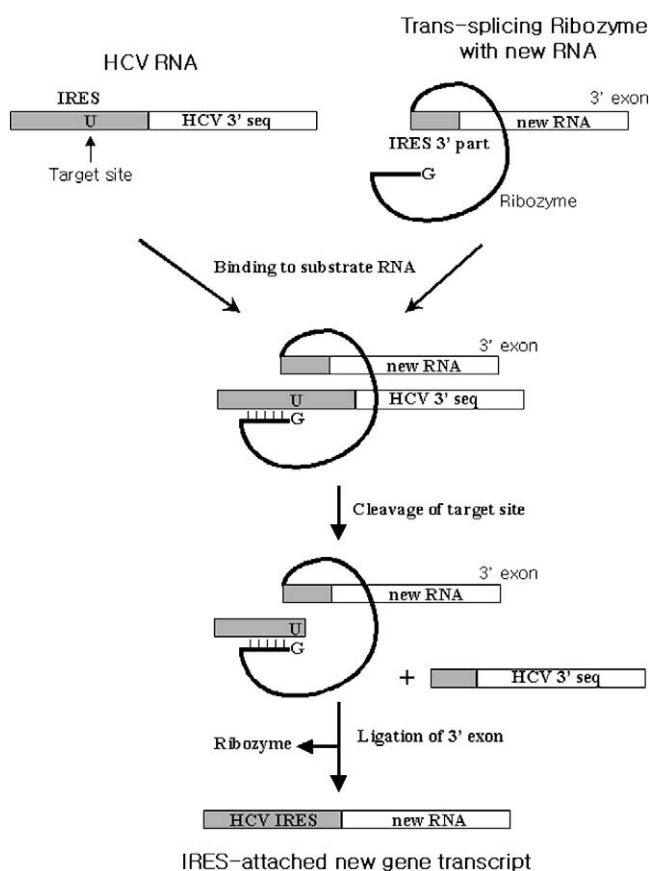 HCV RNA
Trans-splicing Ribozyme
with new RNA
IRES
U
HCV 3' seq
Target site
3' exon
new RNA
IRES 3' part
G
Ribozyme
Binding to substrate RNA
3' exon
new RNA
U
HCV 3' seq
G
Cleavage of target site
3' exon
new RNA
U
G
+
HCV 3' seq
Ribozyme
Ligation of 3' exon
HCV IRES
new RNA
IRES-attached new gene transcript